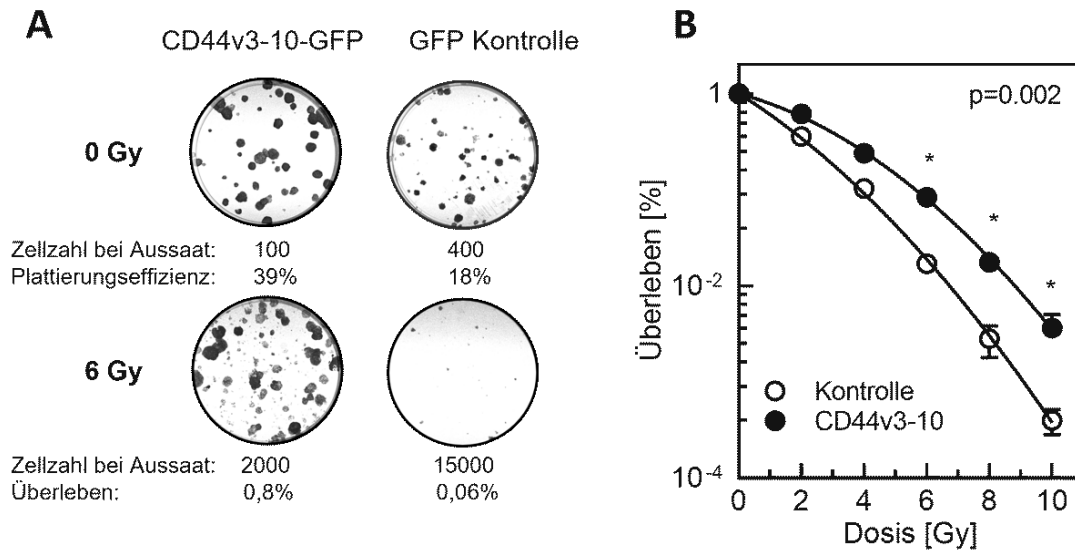 A
CD44v3-10-GFP GFP Kontrolle
0 Gy
Zellzahl bei Aussaat: 100 400
Plattierungseffizienz: 39% 18%
6 Gy
Zellzahl bei Aussaat: 2000 15000
Überleben: 0,8% 0,06%
B
p=0.002
Überleben [%]
1
10-2
10-4
* * *
Kontrolle
CD44v3-10
0 2 4 6 8 10
Dosis [Gy]